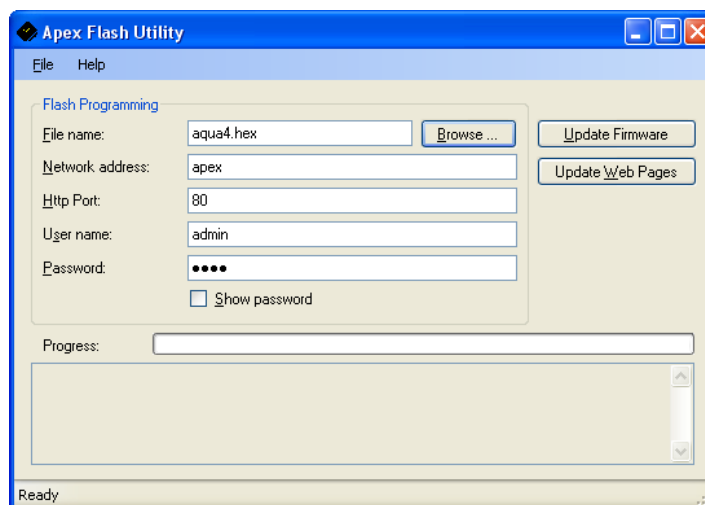 Apex Flash Utility
File Help
Flash Programming
File name: aqua4.hex Browse ... Update Firmware
Network address: apex Update Web Pages
Http Port: 80
User name: admin
Password: ●●●●
Show password
Progress:
Ready